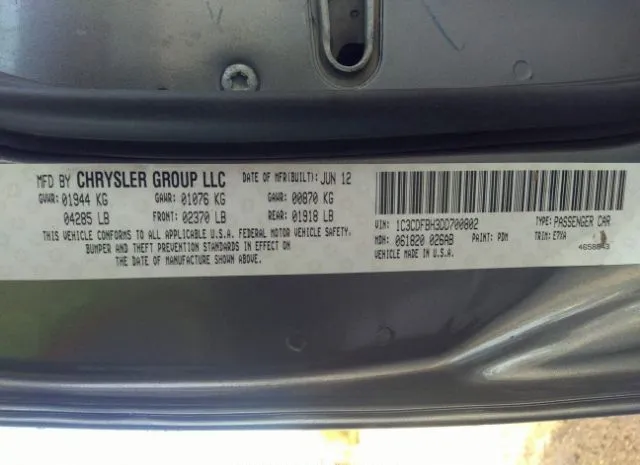 MFD BY CHRYSLER GROUP LLC DATE OF MFR(BUILT): JUN 12
GVWR: 01944 KG GAWR: 01076 KG GAWR: 00870 KG
04285 LB FRONT: 02370 LB REAR: 01918 LB
THIS VEHICLE CONFORMS TO ALL APPLICABLE U.S.A. FEDERAL MOTOR VEHICLE SAFETY,
BUMPER AND THEFT PREVENTION STANDARDS IN EFFECT ON
THE DATE OF MANUFACTURE SHOWN ABOVE.
VIN: 1C3CDFBH3DD700802 TYPE: PASSENGER CAR
MDH: 061820 026AB PAINT: PDM TRIM: E7XA
VEHICLE MADE IN U.S.A.